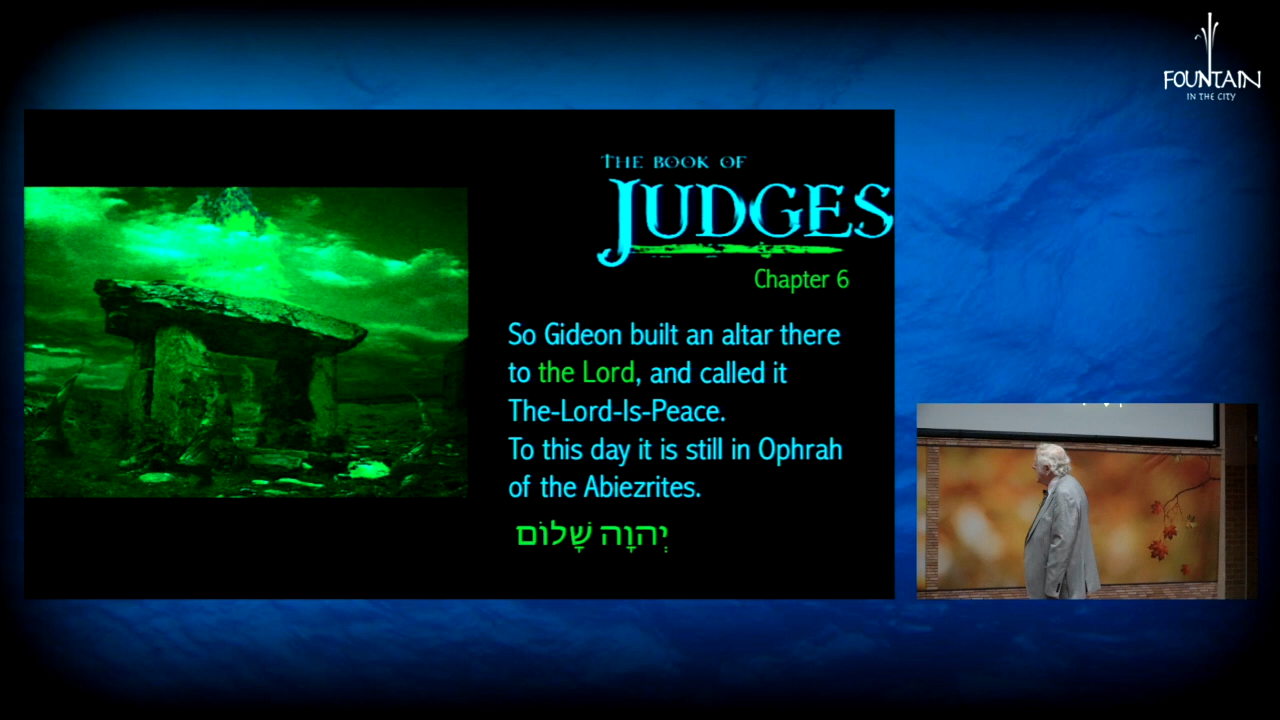 FOUNTAIN
IN THE CITY
THE BOOK OF
JUDGES
Chapter 6
So Gideon built an altar there
to the Lord, and called it
The-Lord-Is-Peace.
To this day it is still in Ophrah
of the Abiezrites.
יְהוָה שָׁלוֹם